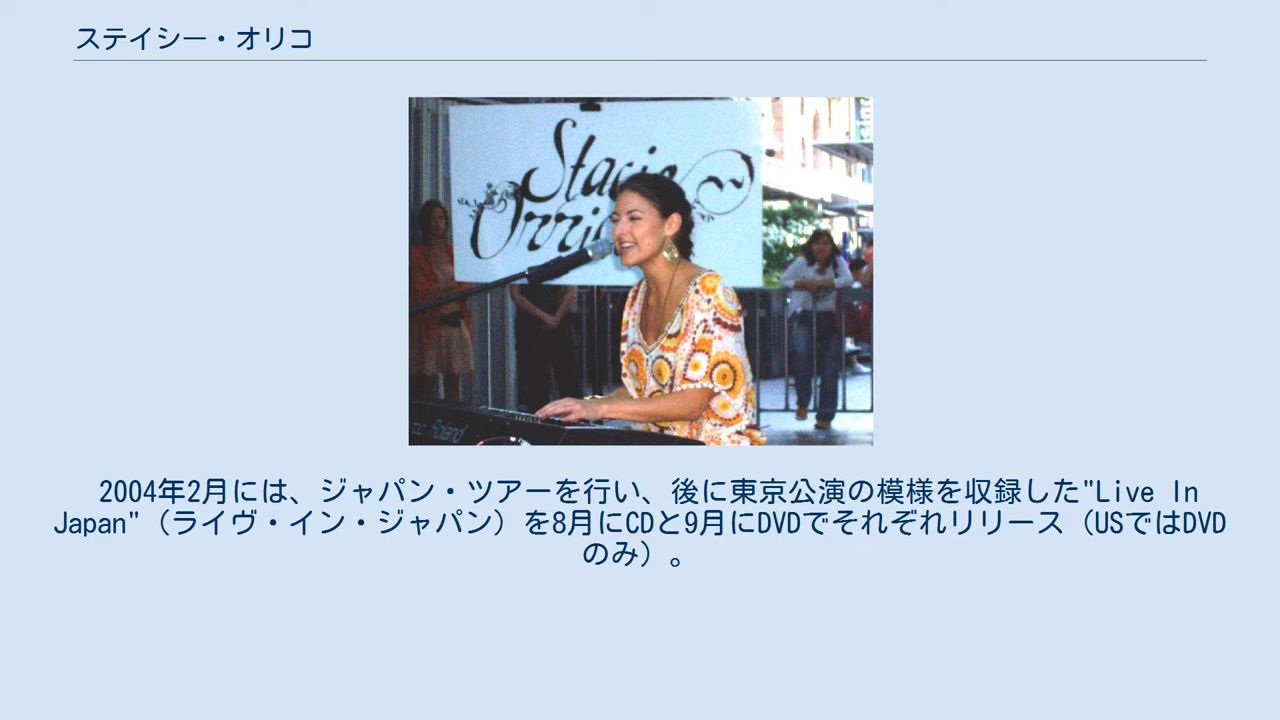 ステイシー・オリコ
Stacie
Orrico
Roland
2004年2月には、ジャパン・ツアーを行い、後に東京公演の模様を収録した"Live In
Japan"（ライヴ・イン・ジャパン）を8月にCDと9月にDVDでそれぞれリリース（USではDVD
のみ）。